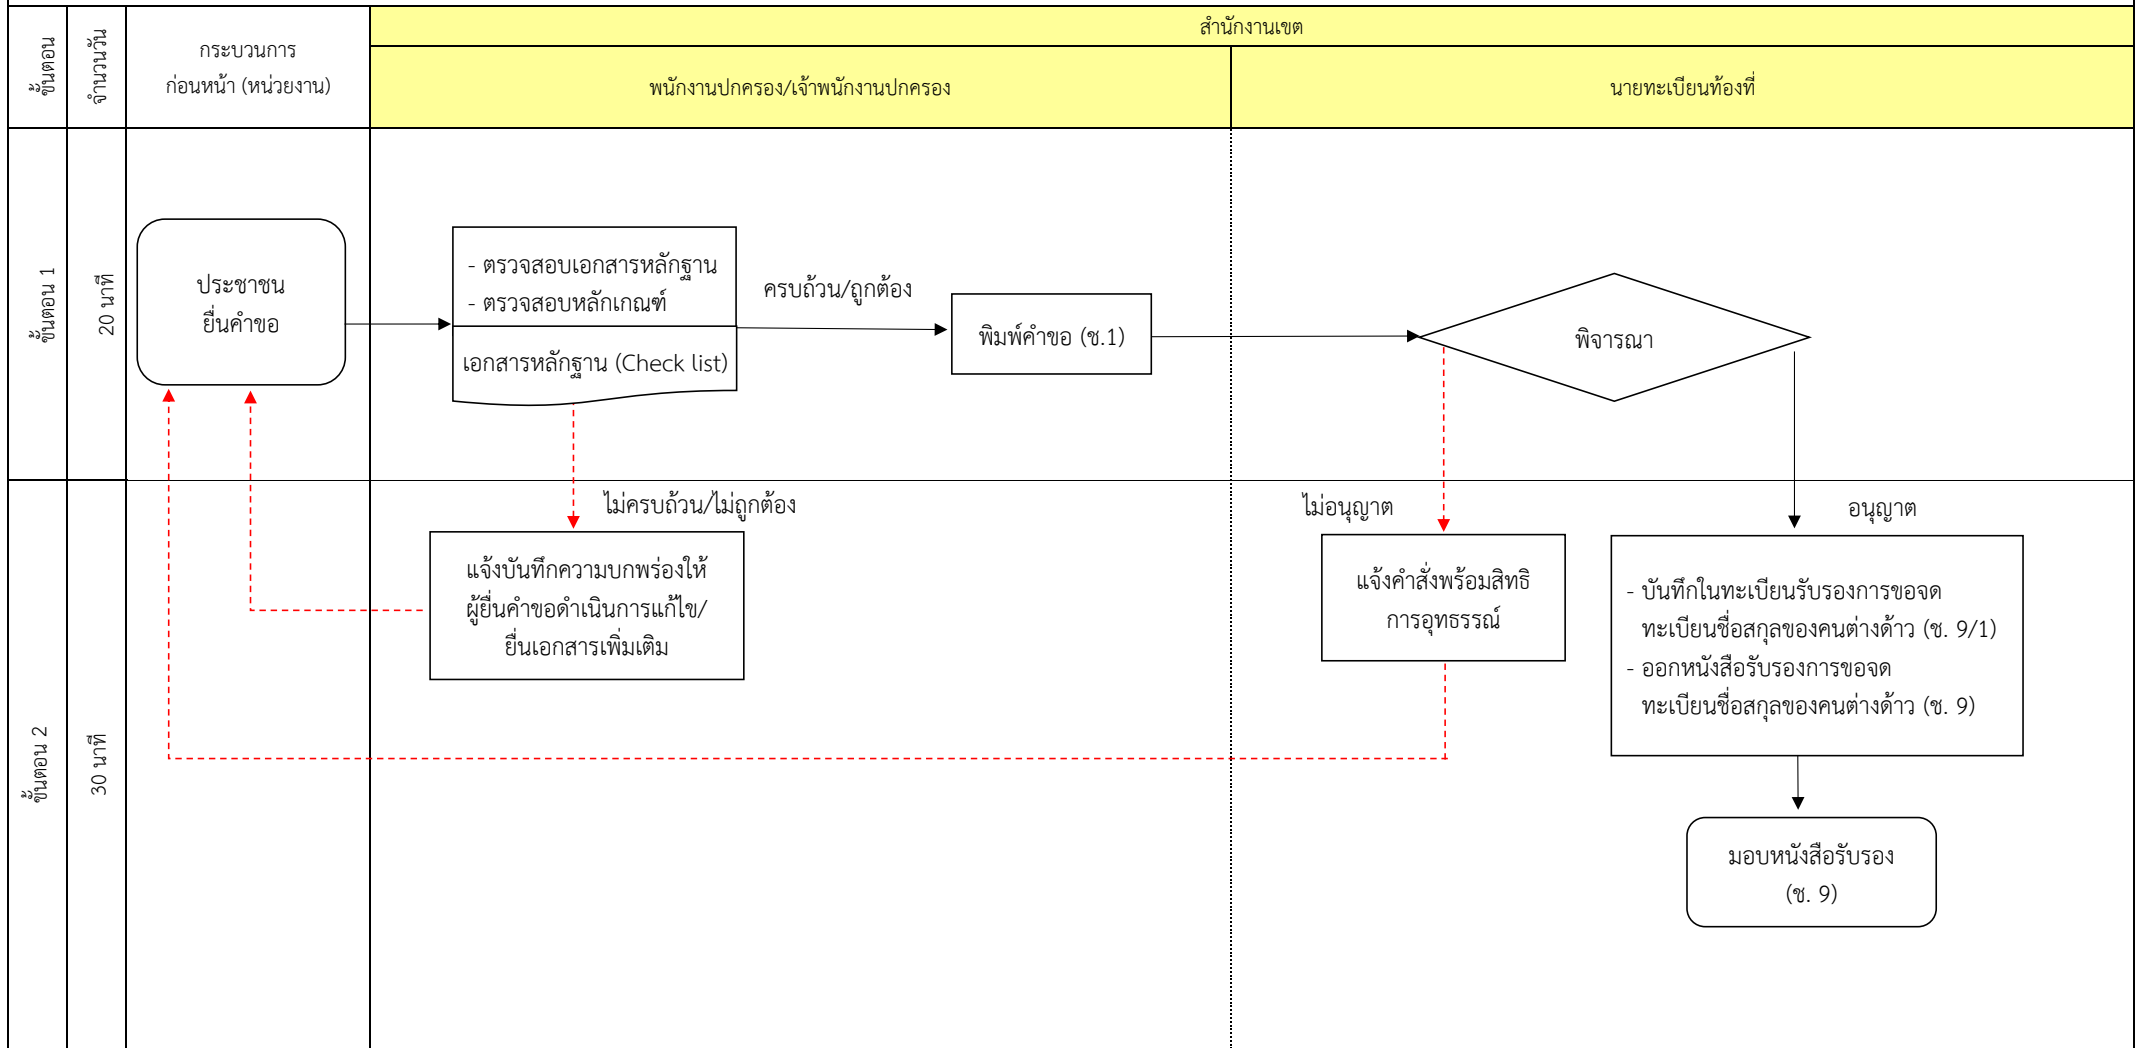 ขั้นตอน
จำนวนวัน
กระบวนการ
ก่อนหน้า (หน่วยงาน)
สำนักงานเขต
พนักงานปกครอง/เจ้าพนักงานปกครอง
นายทะเบียนท้องที่
ขั้นตอน 1
20 นาที
ประชาชน
ยื่นคำขอ
- ตรวจสอบเอกสารหลักฐาน
- ตรวจสอบหลักเกณฑ์
เอกสารหลักฐาน (Check list)
ครบถ้วน/ถูกต้อง
พิมพ์คำขอ (ช.1)
พิจารณา
ขั้นตอน 2
30 นาที
ไม่ครบถ้วน/ไม่ถูกต้อง
แจ้งบันทึกความบกพร่องให้
ผู้ยื่นคำขอดำเนินการแก้ไข/
ยื่นเอกสารเพิ่มเติม
ไม่อนุญาต
แจ้งคำสั่งพร้อมสิทธิ
การอุทธรณ์
อนุญาต
- บันทึกในทะเบียนรับรองการขอจด
ทะเบียนชื่อสกุลของคนต่างด้าว (ช. 9/1)
- ออกหนังสือรับรองการขอจด
ทะเบียนชื่อสกุลของคนต่างด้าว (ช. 9)
มอบหนังสือรับรอง
(ช. 9)